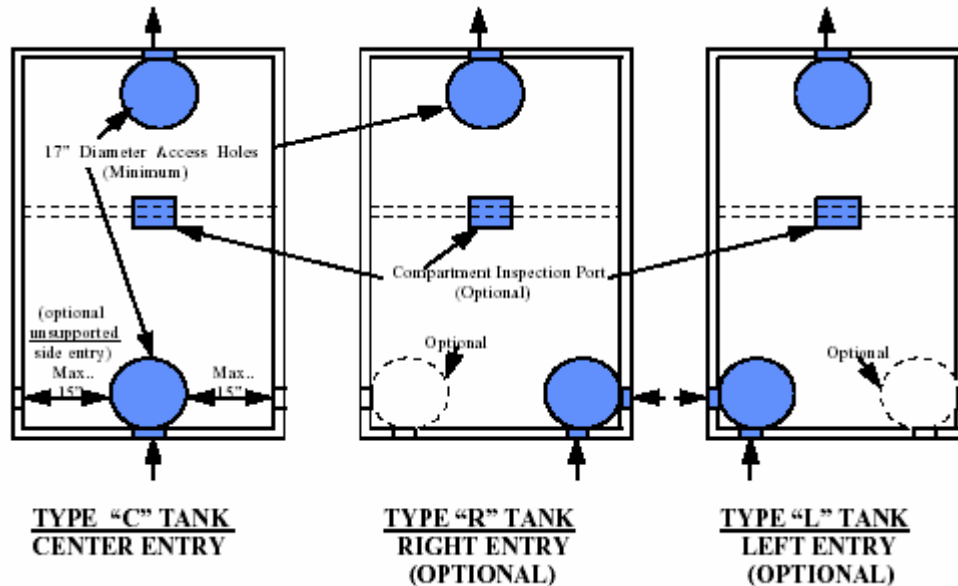 17” Diameter Access Holes
(Minimum)
Compartment Inspection Port
(Optional)
(optional
unsupported
side entry)
Max..
15”
Max..
15”
Optional
Optional
TYPE “C” TANK
CENTER ENTRY
TYPE “R” TANK
RIGHT ENTRY
(OPTIONAL)
TYPE “L” TANK
LEFT ENTRY
(OPTIONAL)